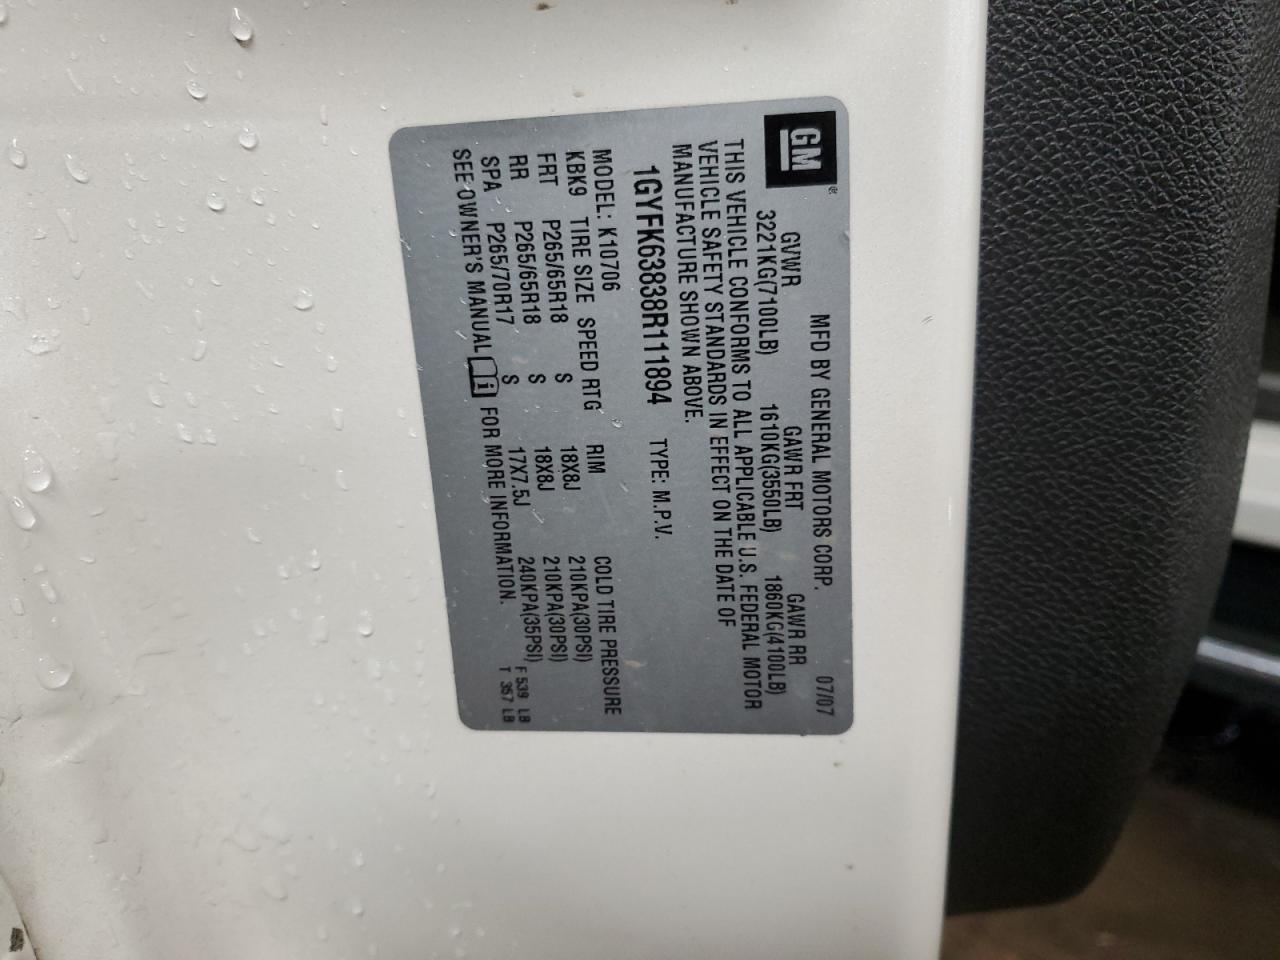 GM®
MFD BY GENERAL MOTORS CORP. 07/07
GVWR GAWR FRT GAWR RR
3221KG(7100LB) 1610KG(3550LB) 1860KG(4100LB)
THIS VEHICLE CONFORMS TO ALL APPLICABLE U.S. FEDERAL MOTOR
VEHICLE SAFETY STANDARDS IN EFFECT ON THE DATE OF
MANUFACTURE SHOWN ABOVE.
1GYFK63838R111894 TYPE: M.P.V.
MODEL: K10706
KBK9 TIRE SIZE SPEED RTG RIM COLD TIRE PRESSURE
FRT P265/65R18 S 18X8J 210KPA(30PSI)
RR P265/65R18 S 18X8J 210KPA(30PSI)
SPA P265/70R17 S 17X7.5J 240KPA(35PSI) F 539 LB
SEE OWNER'S MANUAL i FOR MORE INFORMATION. T 357 LB